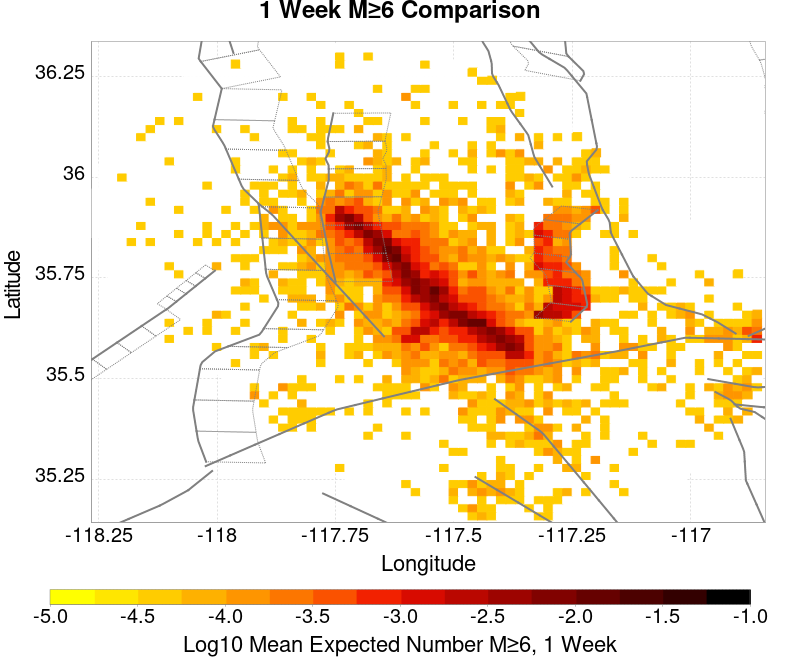 1 Week M≥6 Comparison
36.25
36
35.75
35.5
35.25
Latitude
-118.25 -118 -117.75 -117.5 -117.25 -117
Longitude
-5.0 -4.5 -4.0 -3.5 -3.0 -2.5 -2.0 -1.5 -1.0
Log10 Mean Expected Number M≥6, 1 Week